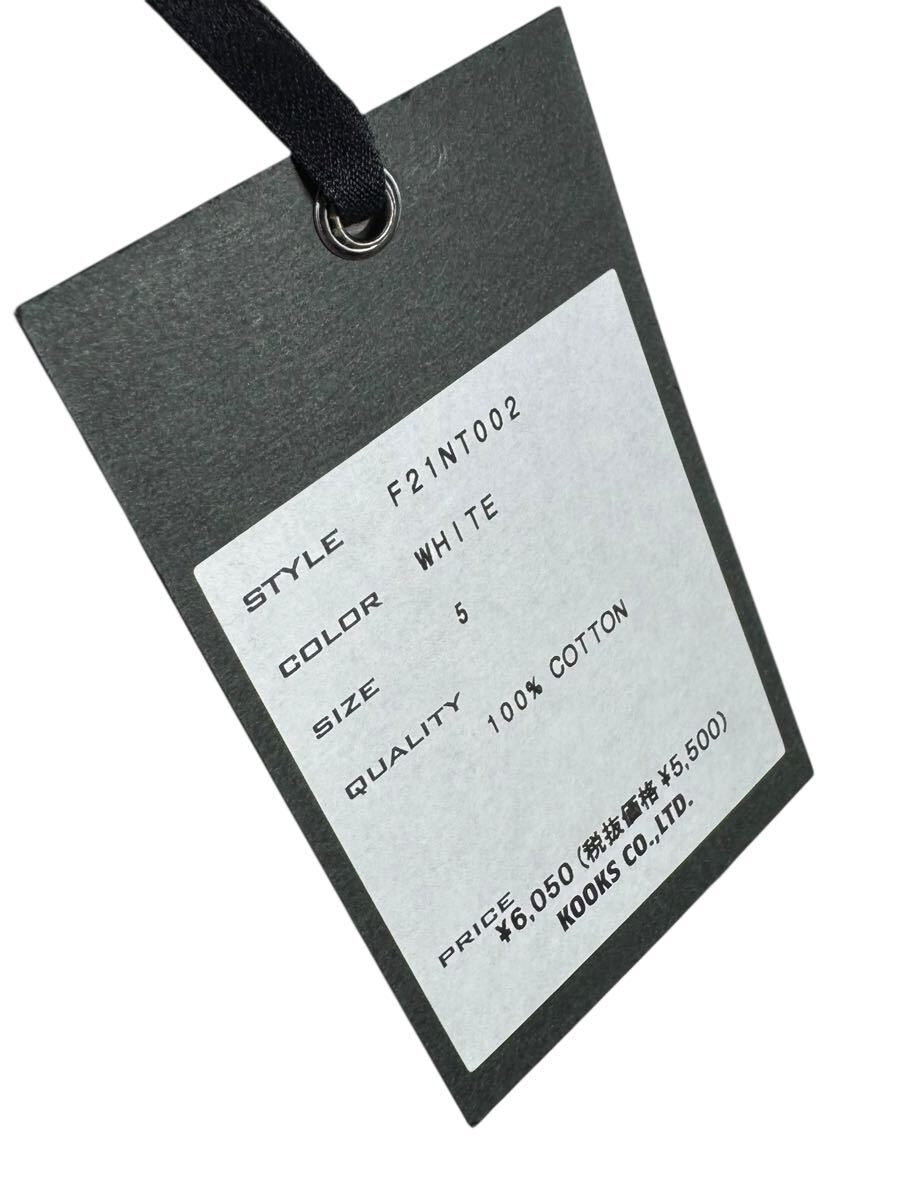 STYLE F21NT002
COLOR WHITE
SIZE 5
QUALITY 100% COTTON
PRICE
¥6,050(税抜価格¥5,500)
KOOKS CO.,LTD.